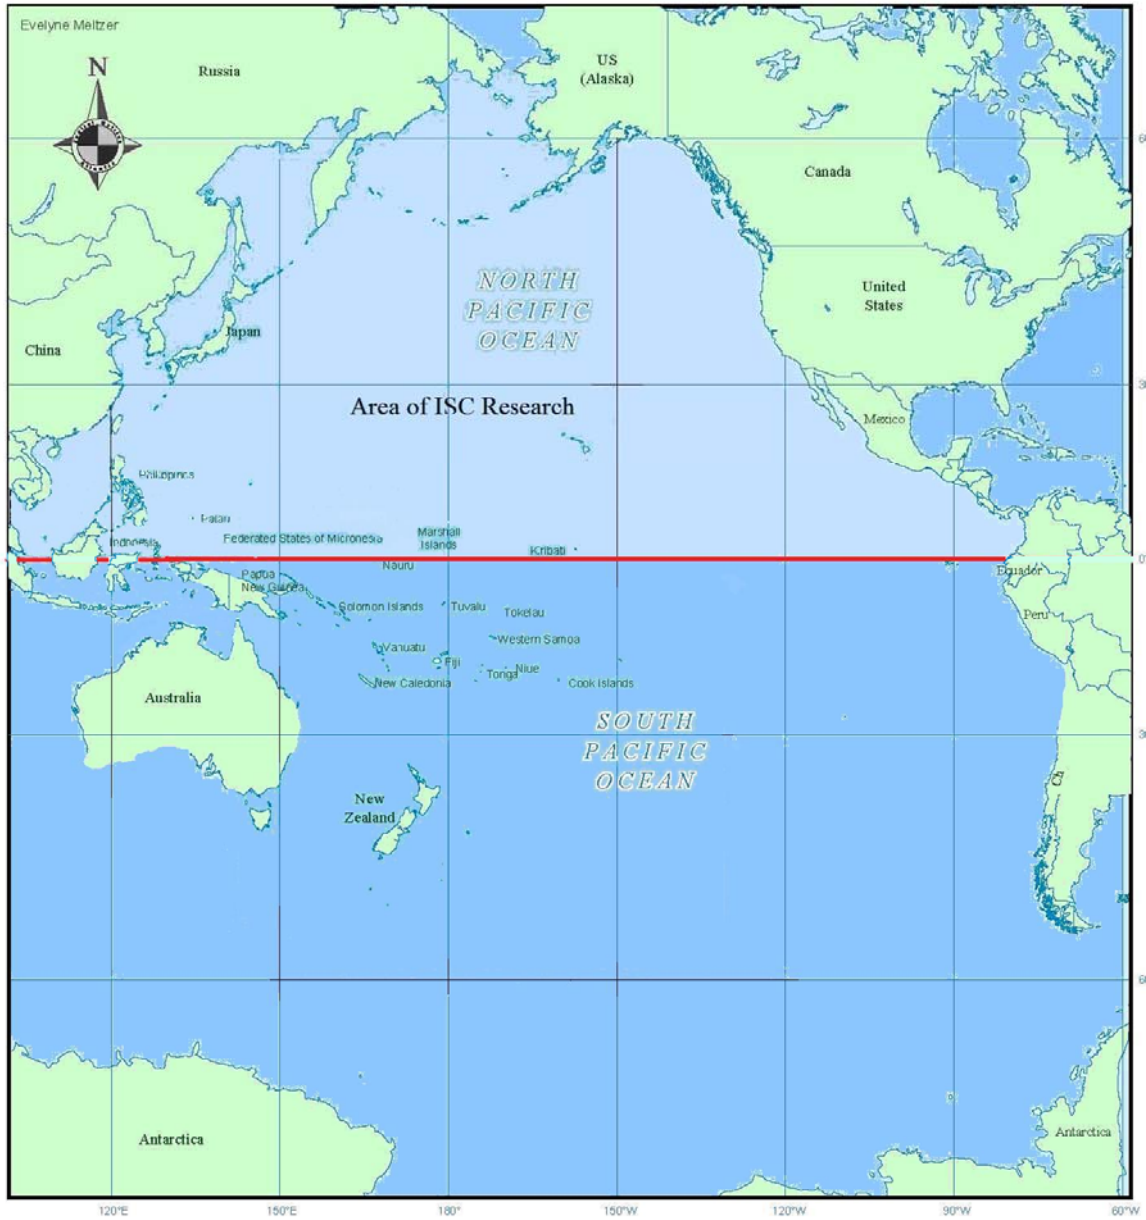 Evelyne Meltzer
N
Russia
US
(Alaska)
Canada
United
States
NORTH
PACIFIC
OCEAN
Japan
China
Area of ISC Research
Mexico
Philippines
Palau
Federated States of Micronesia
Marshall
Islands
Indonesia
Kiribati
Nauru
Ecuador
Papua
New Guinea
Solomon Islands
Tuvalu
Tokelau
Peru
Vanuatu
Western Samoa
Fiji
Tonga
Niue
New Caledonia
Cook Islands
Australia
SOUTH
PACIFIC
OCEAN
New
Zealand
Antarctica
Antarctica
120°E
150°E
180°
150°W
120°W
90°W
60°W